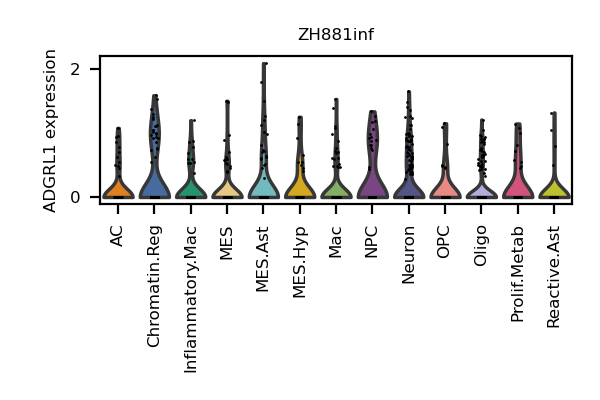 ZH881inf
ADGRL1 expression
2
0
AC
Chromatin.Reg
Inflammatory.Mac
MES
MES.Ast
MES.Hyp
Mac
NPC
Neuron
OPC
Oligo
Prolif.Metab
Reactive.Ast